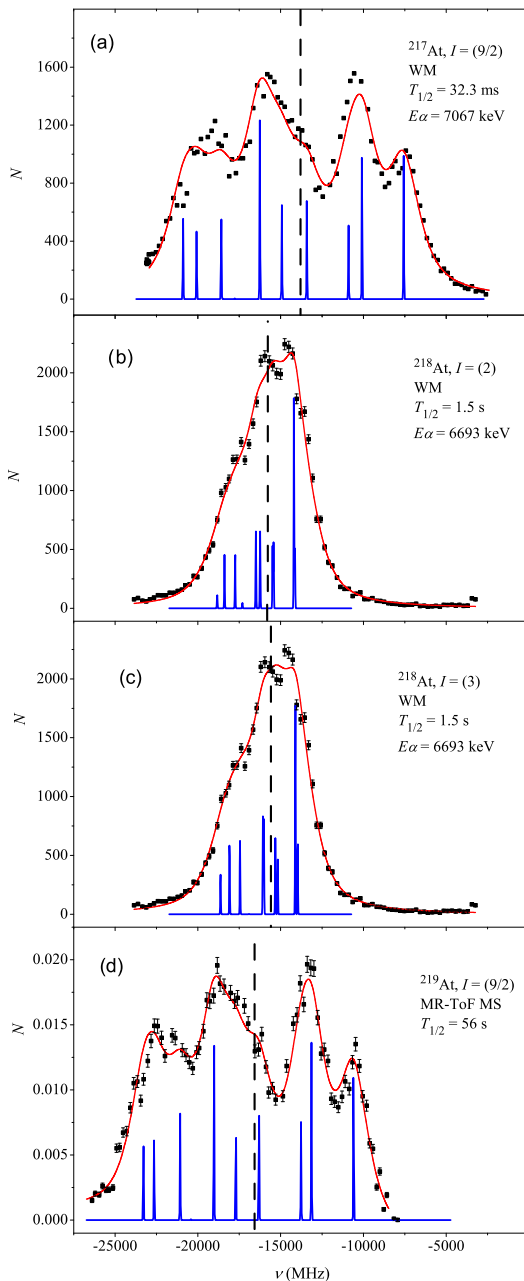 (a)
²¹⁷At, I = (9/2)
WM
T₁/₂ = 32.3 ms
Eα = 7067 keV
1600
1200
800
400
0
N
(b)
²¹⁸At, I = (2)
WM
T₁/₂ = 1.5 s
Eα = 6693 keV
2000
1500
1000
500
0
N
(c)
²¹⁸At, I = (3)
WM
T₁/₂ = 1.5 s
Eα = 6693 keV
2000
1500
1000
500
0
N
(d)
²¹⁹At, I = (9/2)
MR-ToF MS
T₁/₂ = 56 s
0.020
0.015
0.010
0.005
0.000
N
-25000 -20000 -15000 -10000 -5000
ν (MHz)